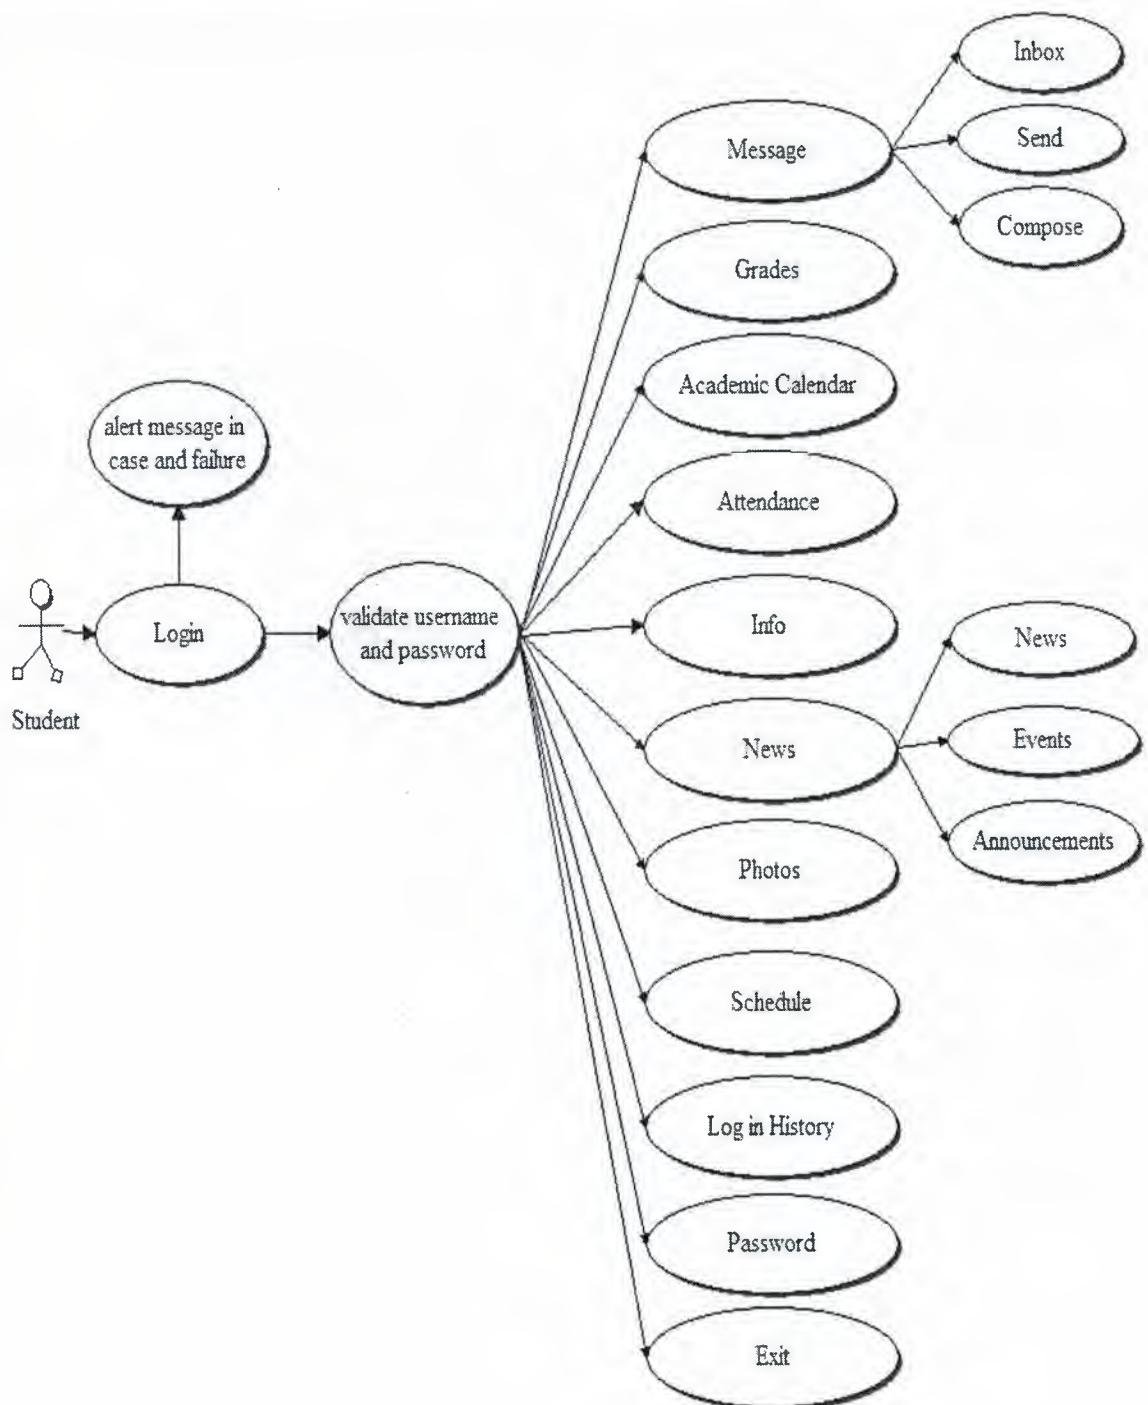 Inbox
Message
Send
Compose
Grades
Academic Calendar
alert message in
case and failure
Attendance
Login
validate username
and password
Info
News
Student
News
Events
Photos
Announcements
Schedule
Log in History
Password
Exit